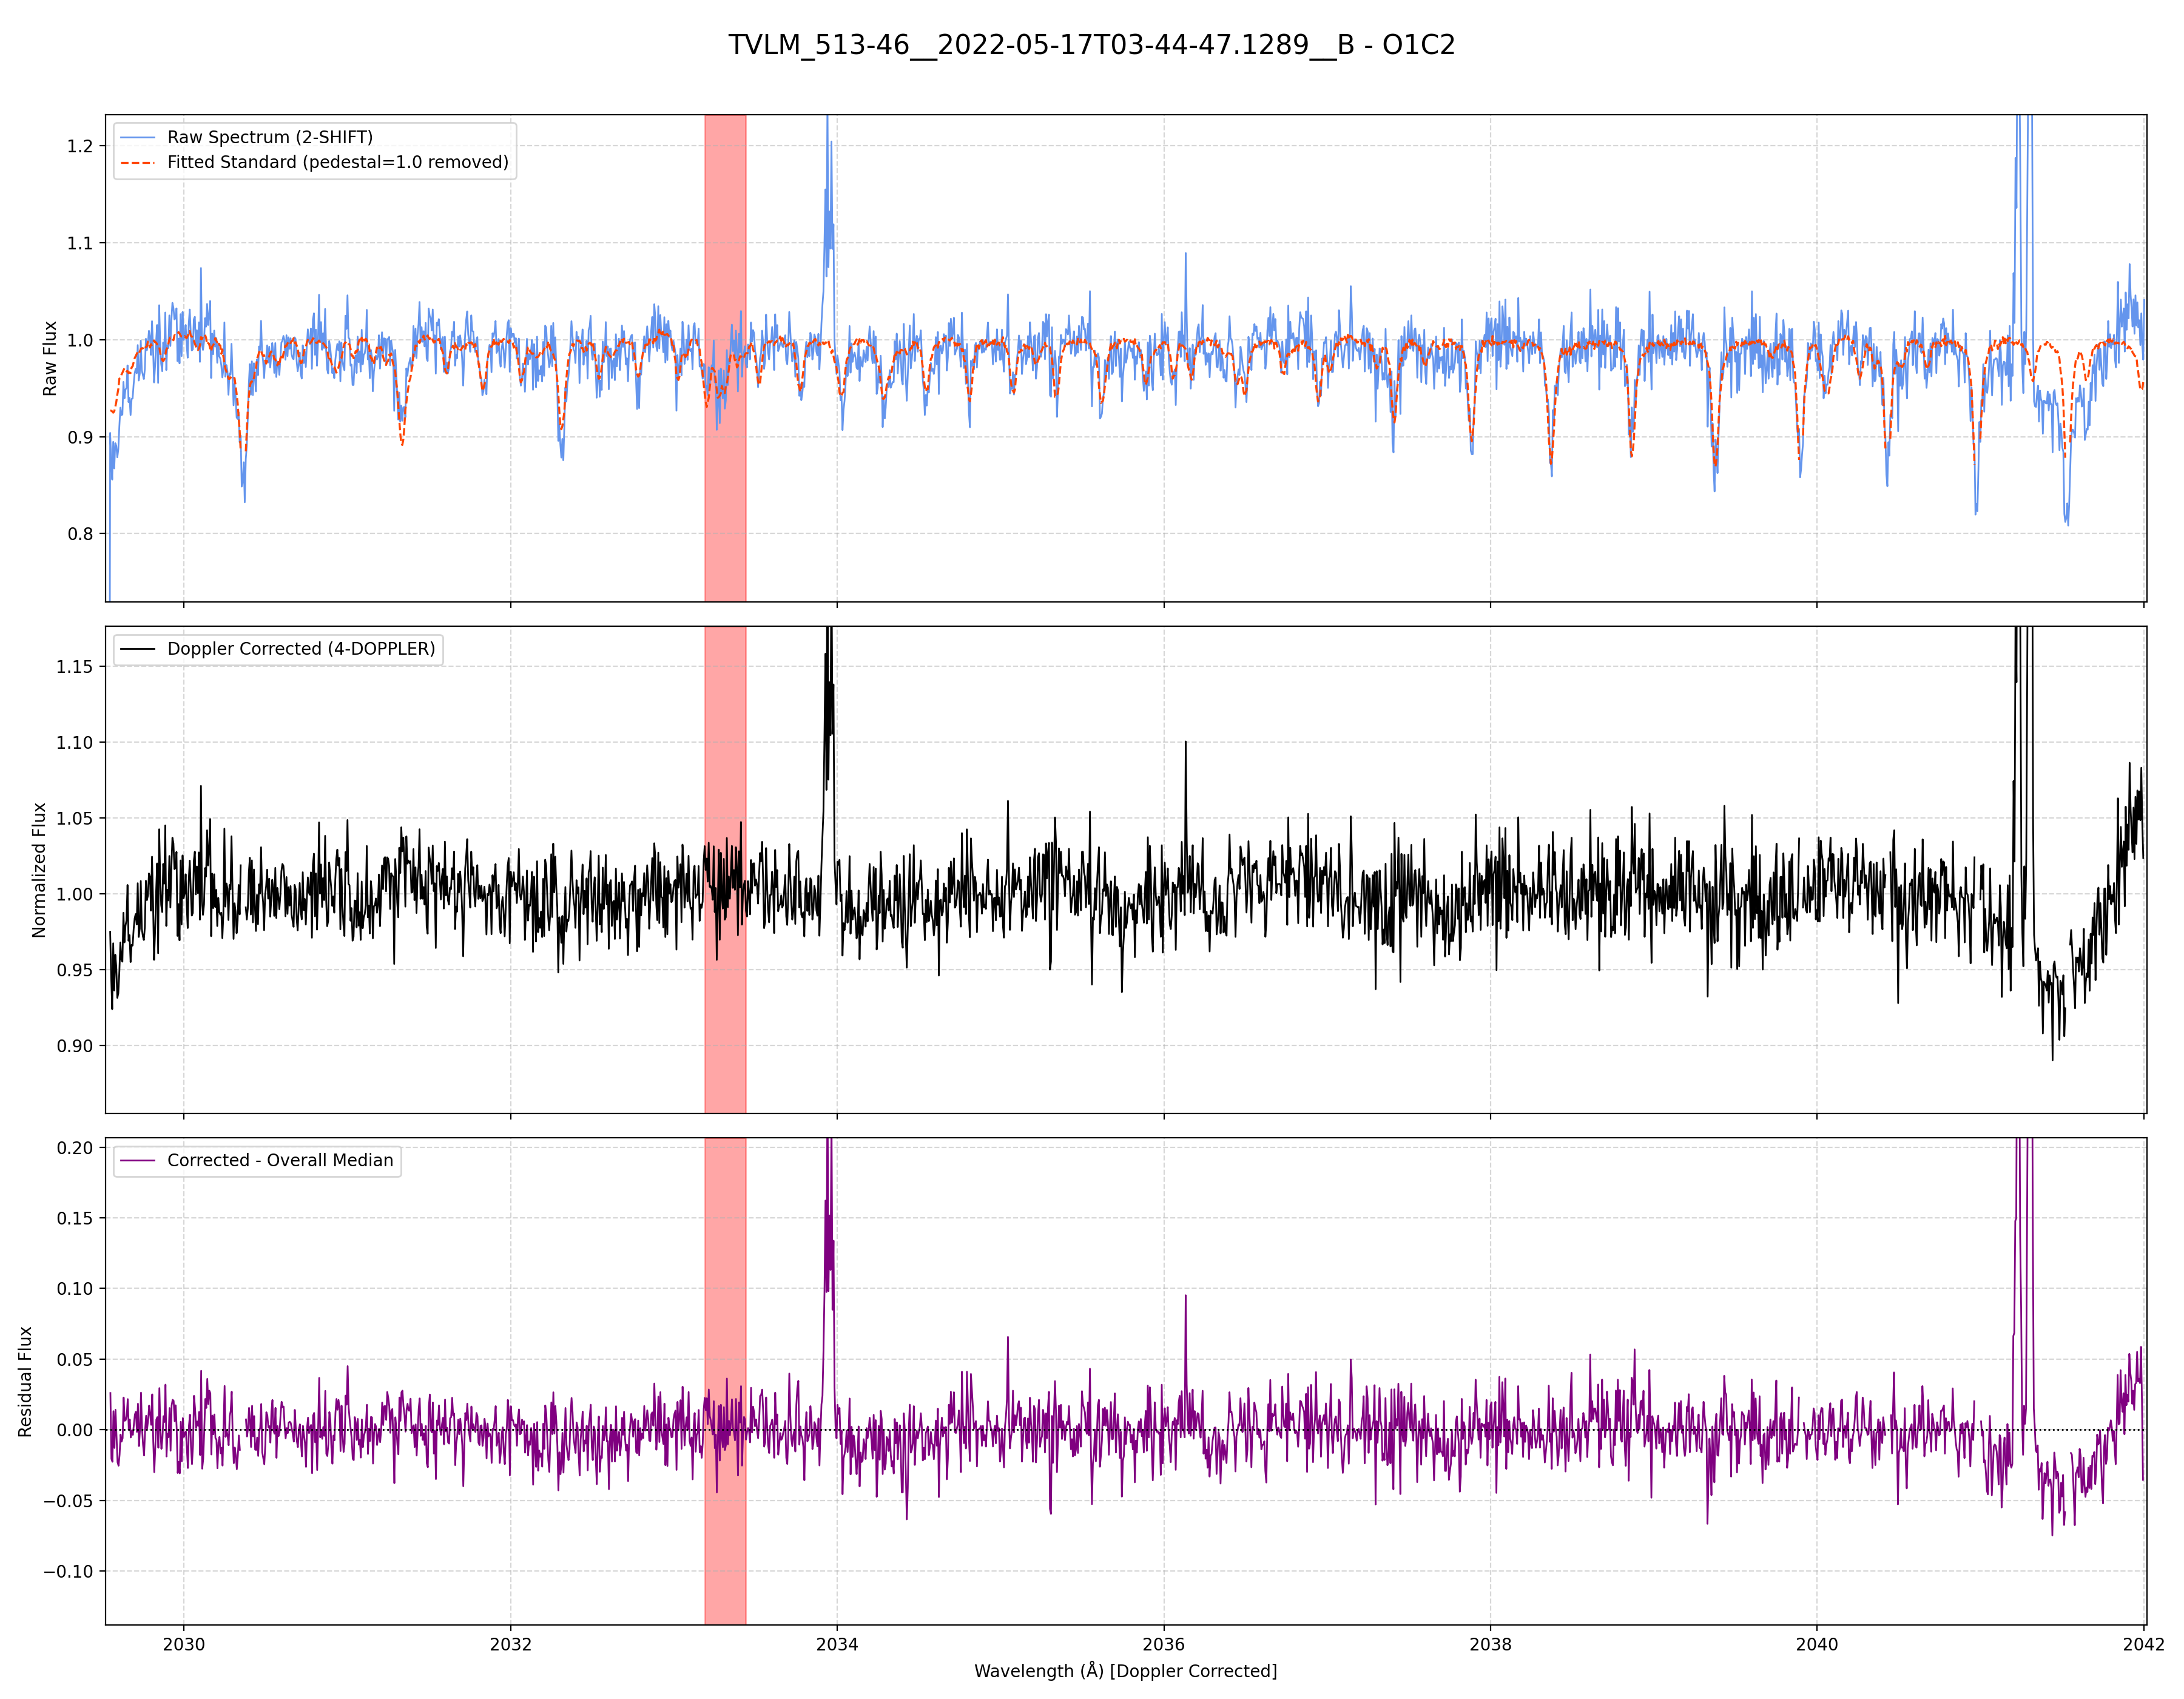 TVLM_513-46__2022-05-17T03-44-47.1289__B - O1C2
Raw Spectrum (2-SHIFT)
Fitted Standard (pedestal=1.0 removed)
1.2
1.1
1.0
0.9
0.8
Raw Flux
Doppler Corrected (4-DOPPLER)
1.15
1.10
1.05
1.00
0.95
0.90
Normalized Flux
Corrected - Overall Median
0.20
0.15
0.10
0.05
0.00
−0.05
−0.10
Residual Flux
2030 2032 2034 2036 2038 2040 2042
Wavelength (Å) [Doppler Corrected]